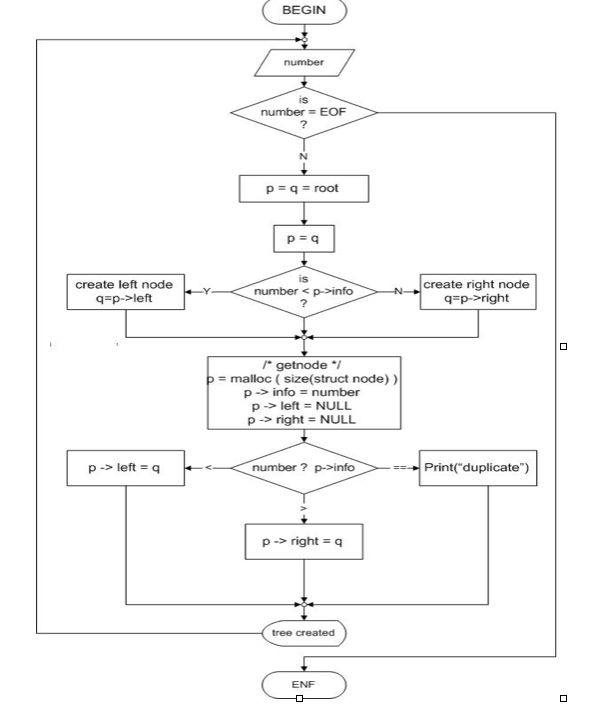 BEGIN
number
is
number = EOF
?
N
p = q = root
p = q
is
number < p->info
?
Y
N
create left node
q=p->left
create right node
q=p->right
/* getnode */
p = malloc ( size(struct node) )
p -> info = number
p -> left = NULL
p -> right = NULL
number ? p->info
<
==
p -> left = q
Print("duplicate")
>
p -> right = q
tree created
ENF